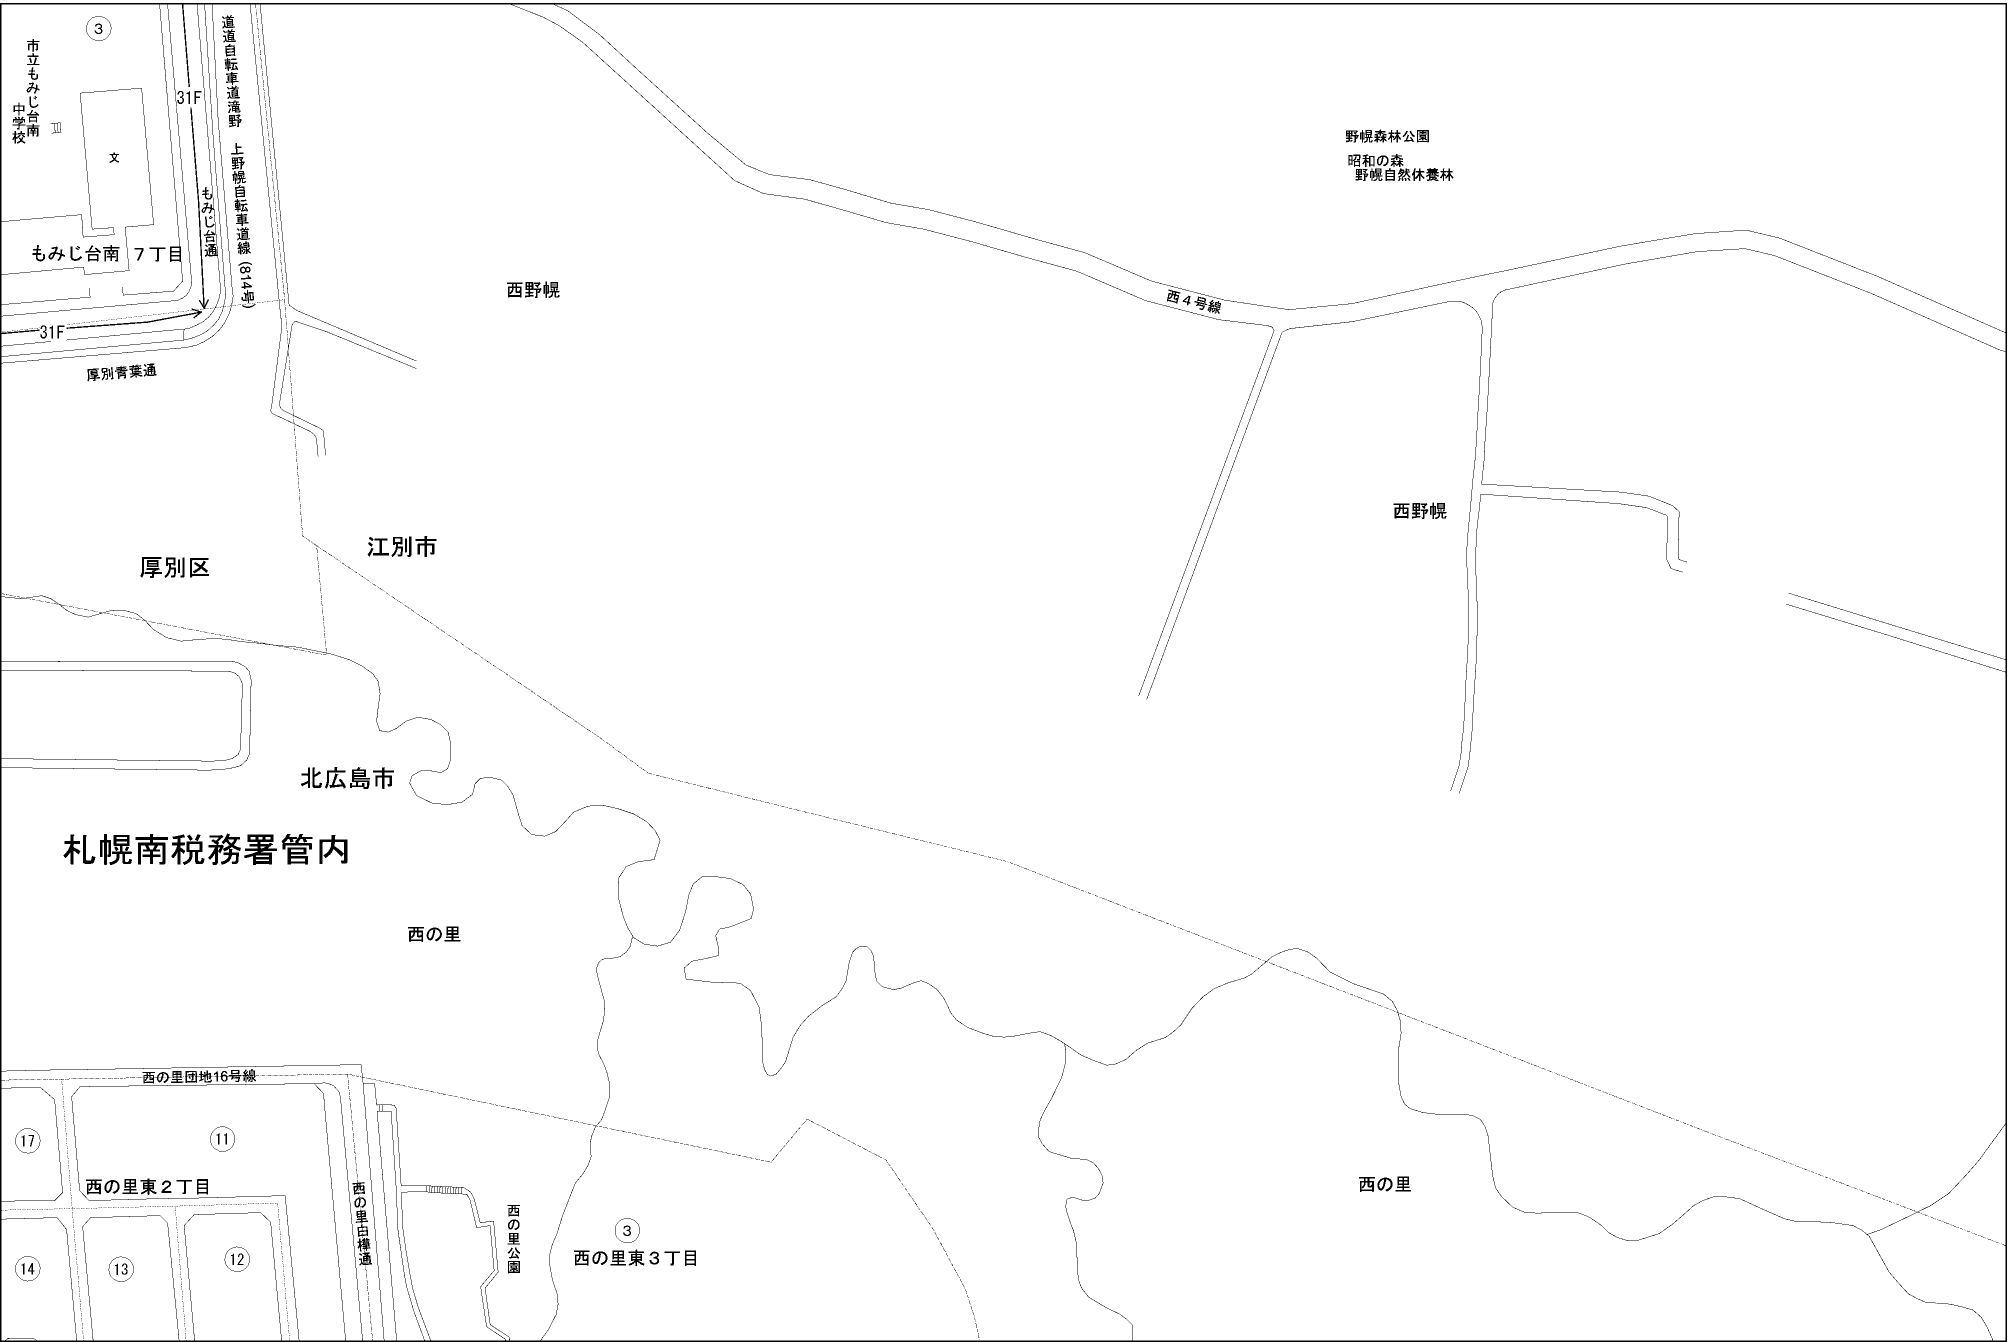 3
市立もみじ台南
中学校
文
31F
もみじ台通
道道自転車道滝野　上野幌自転車道線(814号)
もみじ台南　7丁目
31F
厚別青葉通
野幌森林公園
昭和の森
野幌自然休養林
西野幌
西4号線
西野幌
江別市
厚別区
北広島市
札幌南税務署管内
西の里
西の里団地16号線
17
11
西の里東2丁目
西の里白樺通
14
13
12
西の里公園
3
西の里東3丁目
西の里